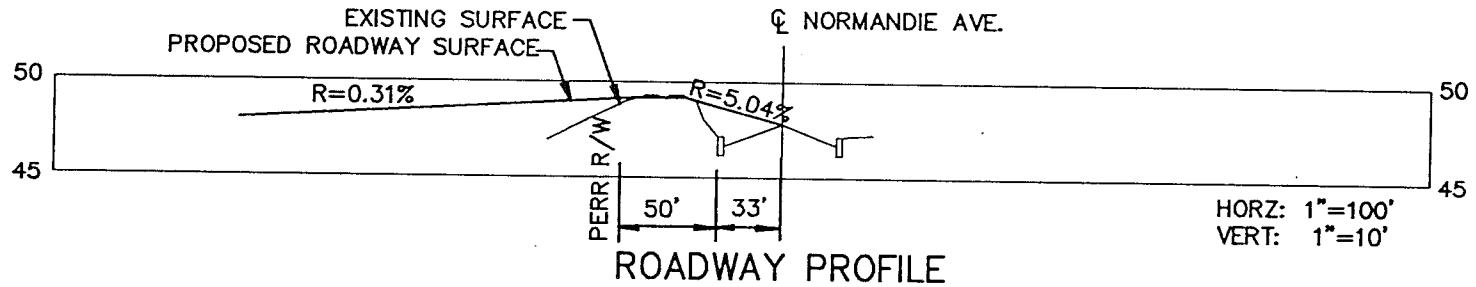 EXISTING SURFACE
℄ NORMANDIE AVE.
PROPOSED ROADWAY SURFACE
50
50
R=0.31%
R=5.04%
45
45
PERR R/W
50'
33'
HORZ: 1"=100'
VERT: 1"=10'
ROADWAY PROFILE